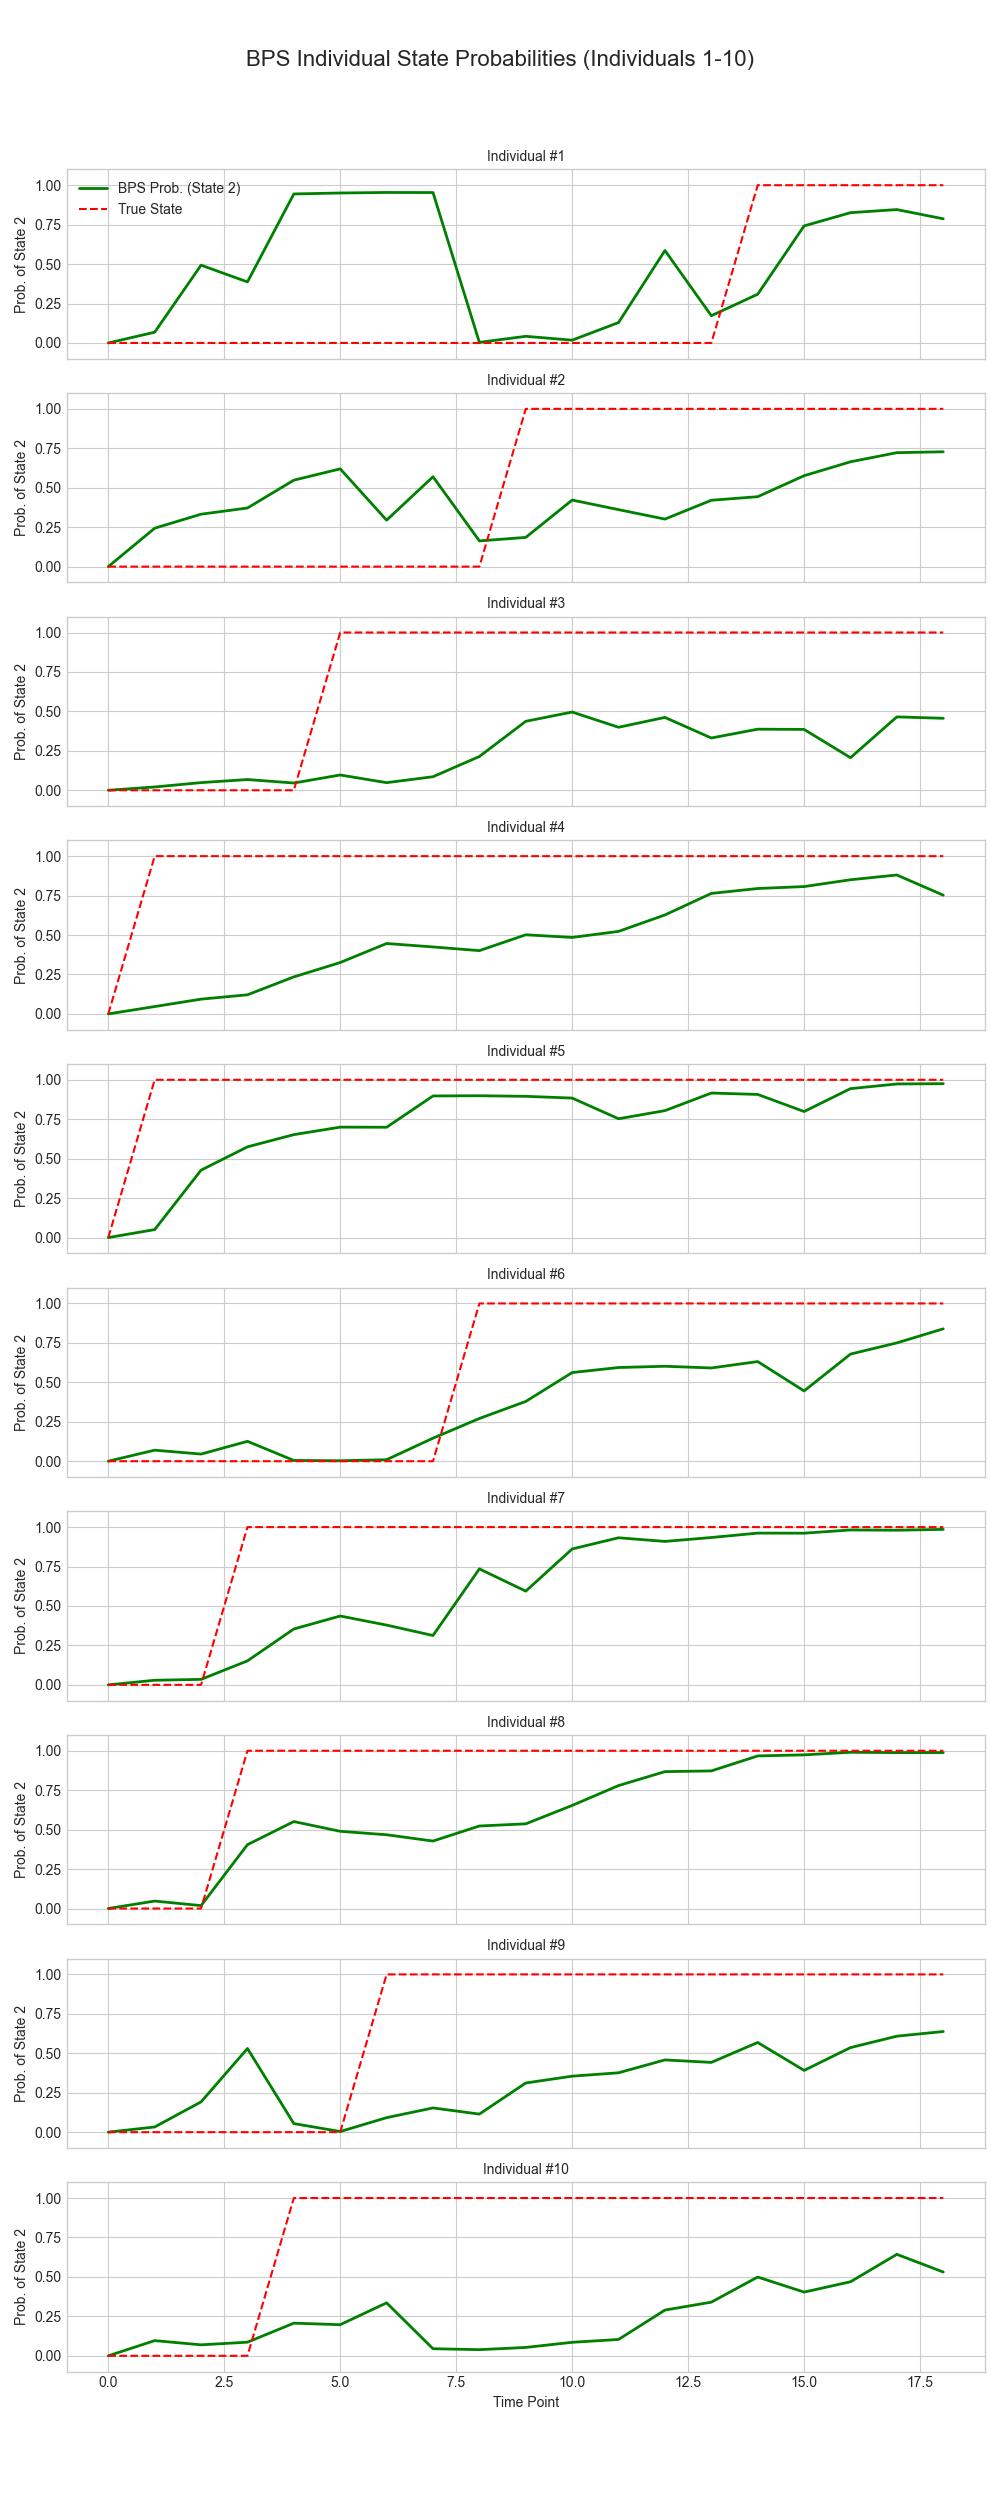 BPS Individual State Probabilities (Individuals 1-10)
Individual #1
BPS Prob. (State 2)
True State
Prob. of State 2
1.00
0.75
0.50
0.25
0.00
Individual #2
Prob. of State 2
1.00
0.75
0.50
0.25
0.00
Individual #3
Prob. of State 2
1.00
0.75
0.50
0.25
0.00
Individual #4
Prob. of State 2
1.00
0.75
0.50
0.25
0.00
Individual #5
Prob. of State 2
1.00
0.75
0.50
0.25
0.00
Individual #6
Prob. of State 2
1.00
0.75
0.50
0.25
0.00
Individual #7
Prob. of State 2
1.00
0.75
0.50
0.25
0.00
Individual #8
Prob. of State 2
1.00
0.75
0.50
0.25
0.00
Individual #9
Prob. of State 2
1.00
0.75
0.50
0.25
0.00
Individual #10
Prob. of State 2
1.00
0.75
0.50
0.25
0.00
0.0 2.5 5.0 7.5 10.0 12.5 15.0 17.5
Time Point